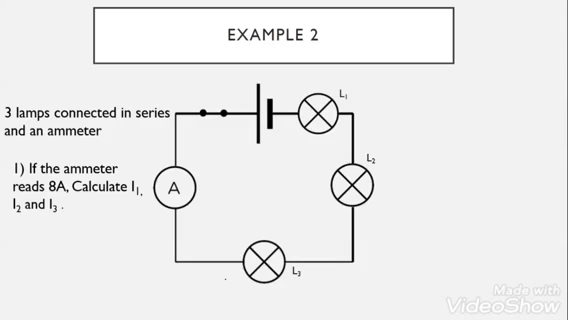 EXAMPLE 2
3 lamps connected in series
and an ammeter
1) If the ammeter
reads 8A, Calculate I₁,
I₂ and I₃ .
L₁
L₂
A
L₃
Made with
VideoShow